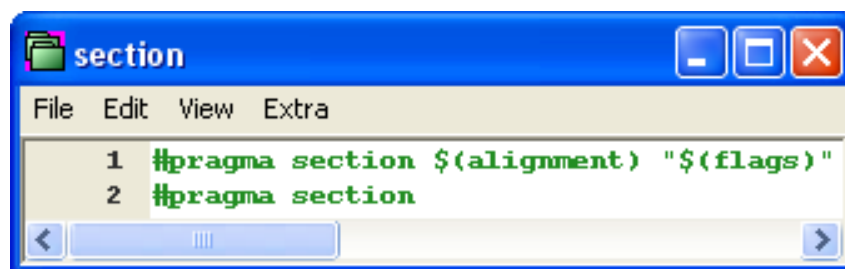 section
File Edit View Extra
1 #pragma section $(alignment) "$(flags)"
2 #pragma section